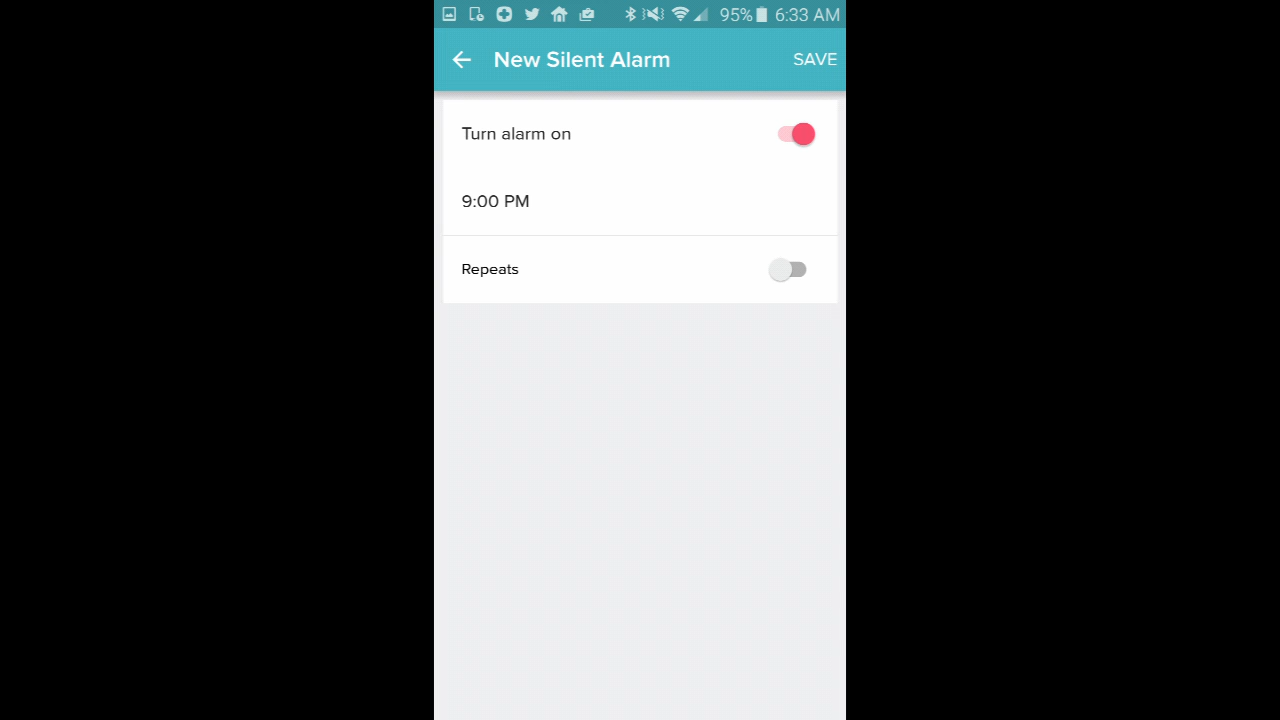 95% 6:33 AM
New Silent Alarm SAVE
Turn alarm on
9:00 PM
Repeats